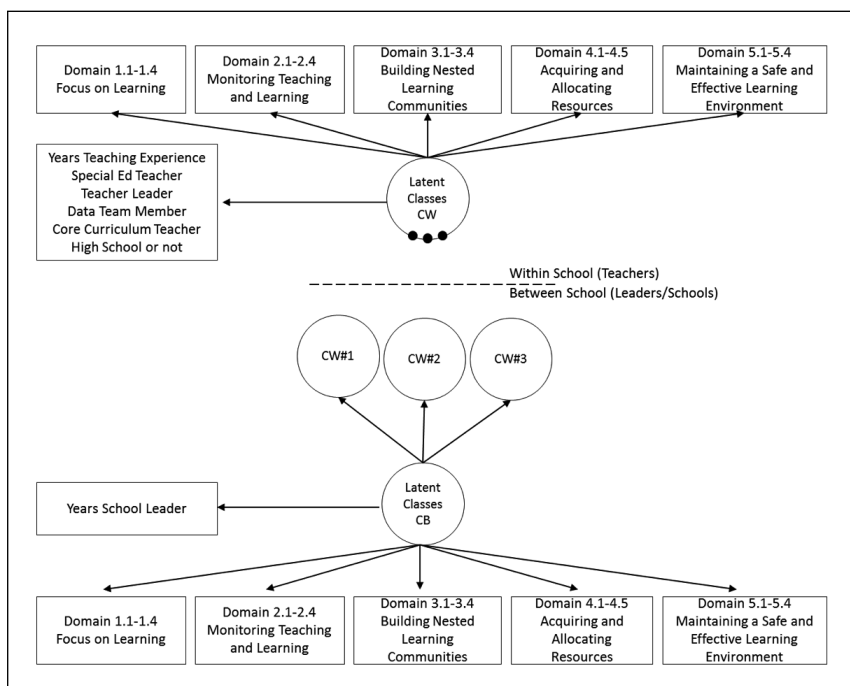 Domain 1.1-1.4
Focus on Learning
Domain 2.1-2.4
Monitoring Teaching
and Learning
Domain 3.1-3.4
Building Nested
Learning
Communities
Domain 4.1-4.5
Acquiring and
Allocating
Resources
Domain 5.1-5.4
Maintaining a Safe and
Effective Learning
Environment
Years Teaching Experience
Special Ed Teacher
Teacher Leader
Data Team Member
Core Curriculum Teacher
High School or not
Latent
Classes
CW
Within School (Teachers)
Between School (Leaders/Schools)
CW#1
CW#2
CW#3
Years School Leader
Latent
Classes
CB
Domain 1.1-1.4
Focus on Learning
Domain 2.1-2.4
Monitoring Teaching
and Learning
Domain 3.1-3.4
Building Nested
Learning
Communities
Domain 4.1-4.5
Acquiring and
Allocating
Resources
Domain 5.1-5.4
Maintaining a Safe and
Effective Learning
Environment